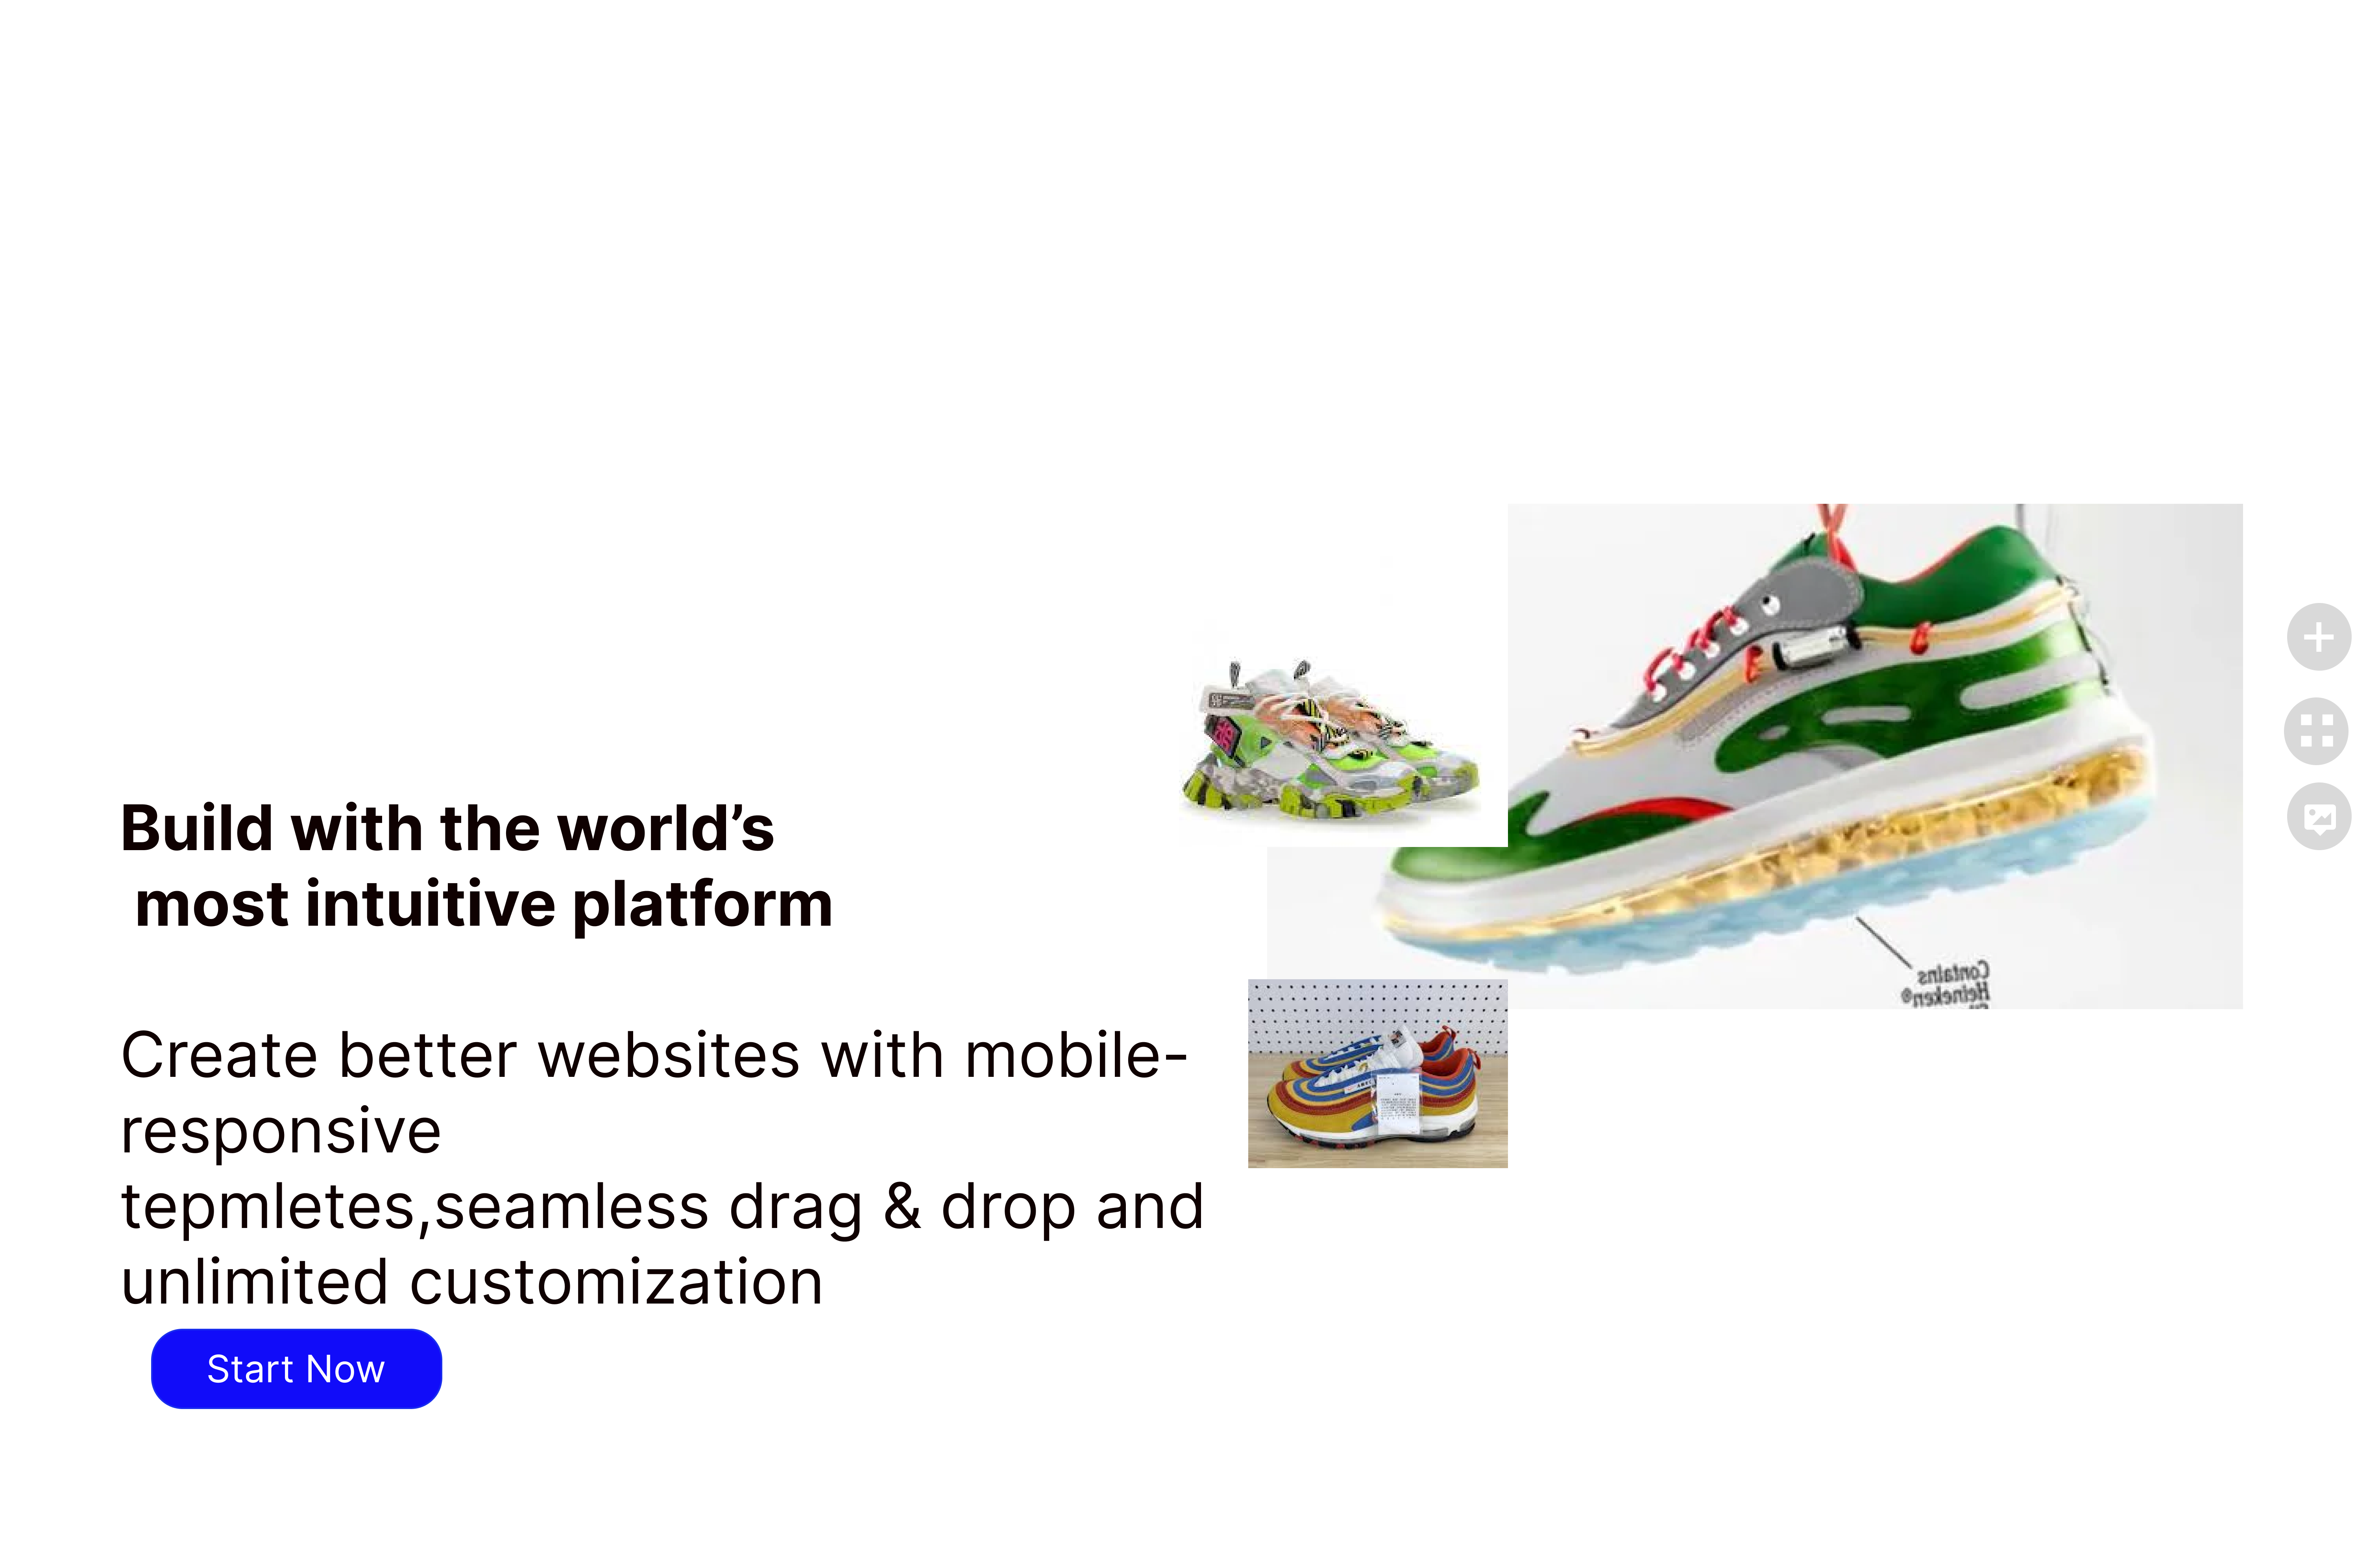 Build with the world’s
most intuitive platform
Create better websites with mobile-
responsive
tepmletes,seamless drag & drop and
unlimited customization
Start Now
Contains
Heineken®